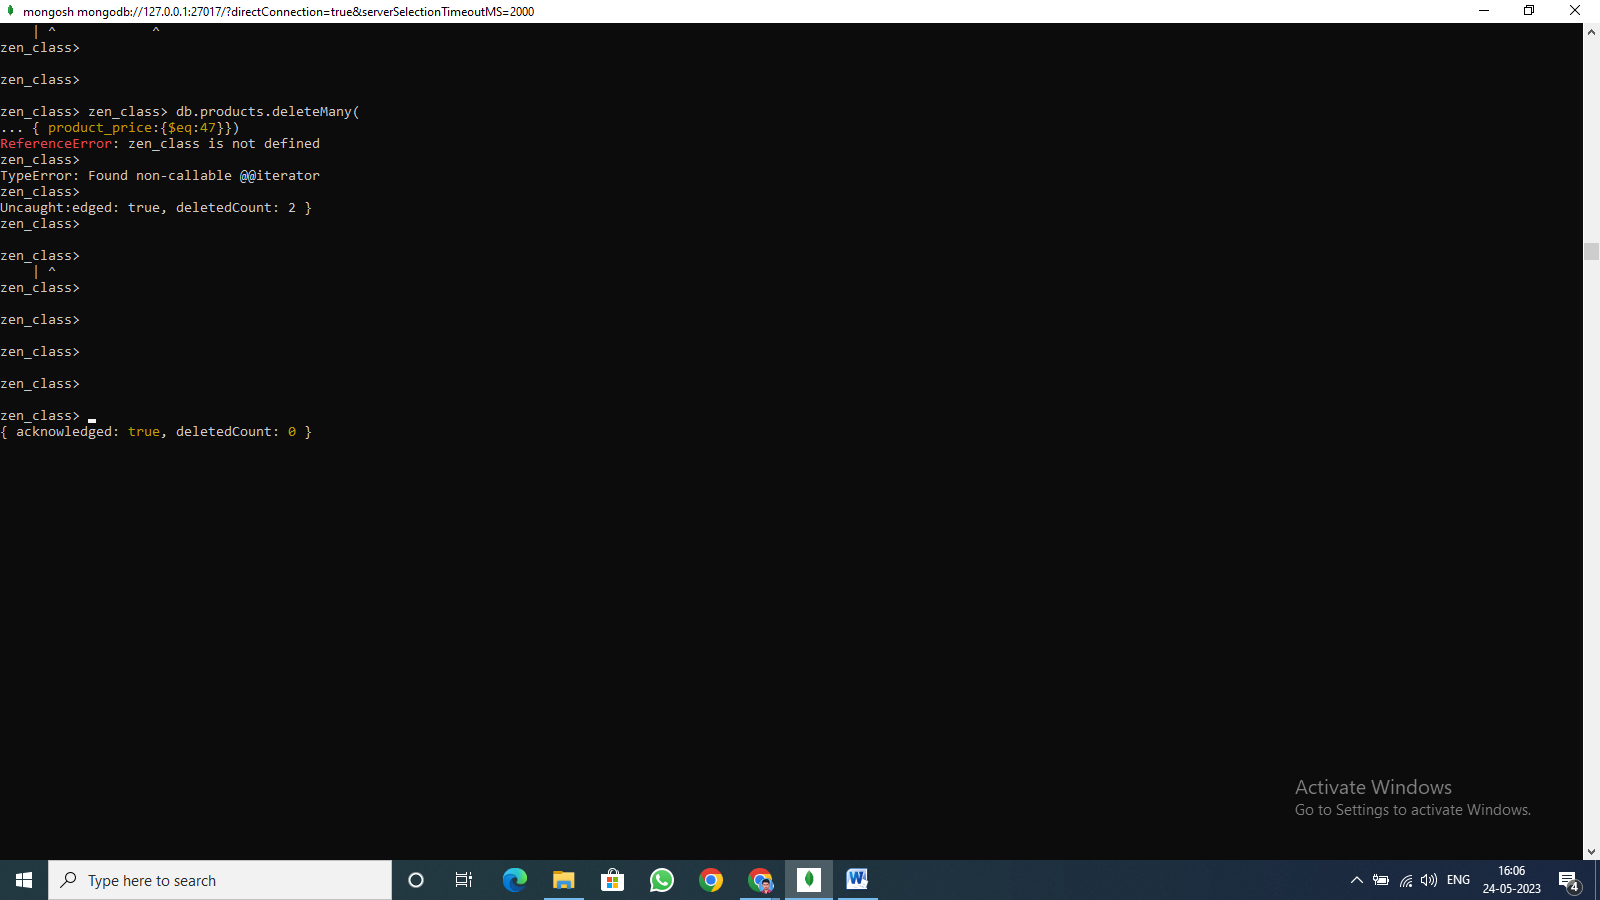 mongosh mongodb://127.0.0.1:27017/?directConnection=true&serverSelectionTimeoutMS=2000
| ^ ^
zen_class>
zen_class>
zen_class> zen_class> db.products.deleteMany(
... { product_price:{$eq:47}})
ReferenceError: zen_class is not defined
zen_class>
TypeError: Found non-callable @@iterator
zen_class>
Uncaught:edged: true, deletedCount: 2 }
zen_class>
zen_class>
| ^
zen_class>
zen_class>
zen_class>
zen_class>
zen_class>
{ acknowledged: true, deletedCount: 0 }
Activate Windows
Go to Settings to activate Windows.
Type here to search
W
ENG
16:06
24-05-2023
4